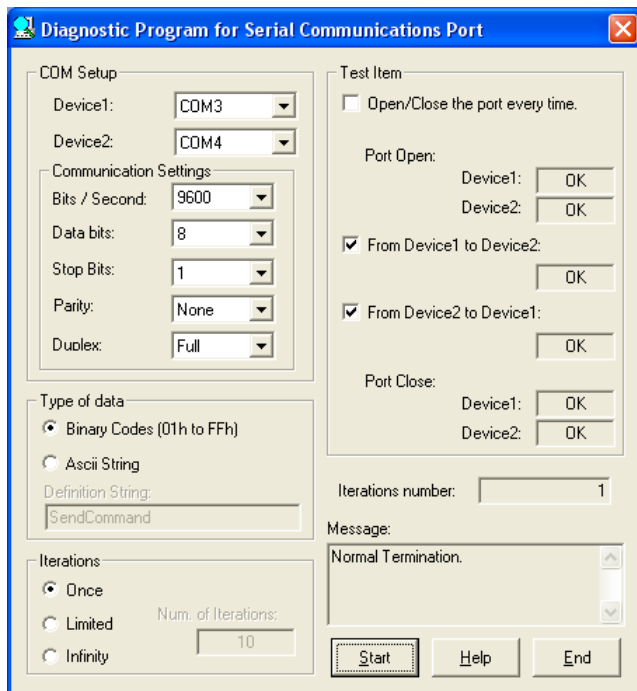 Diagnostic Program for Serial Communications Port
COM Setup
Device1:
COM3
Device2:
COM4
Communication Settings
Bits / Second:
9600
Data bits:
8
Stop Bits:
1
Parity:
None
Duplex:
Full
Type of data
Binary Codes (01h to FFh)
Ascii String
Definition String:
SendCommand
Iterations
Once
Limited
Infinity
Num. of Iterations:
10
Test Item
Open/Close the port every time.
Port Open:
Device1:
OK
Device2:
OK
From Device1 to Device2:
OK
From Device2 to Device1:
OK
Port Close:
Device1:
OK
Device2:
OK
Iterations number:
1
Message:
Normal Termination.
Start
Help
End